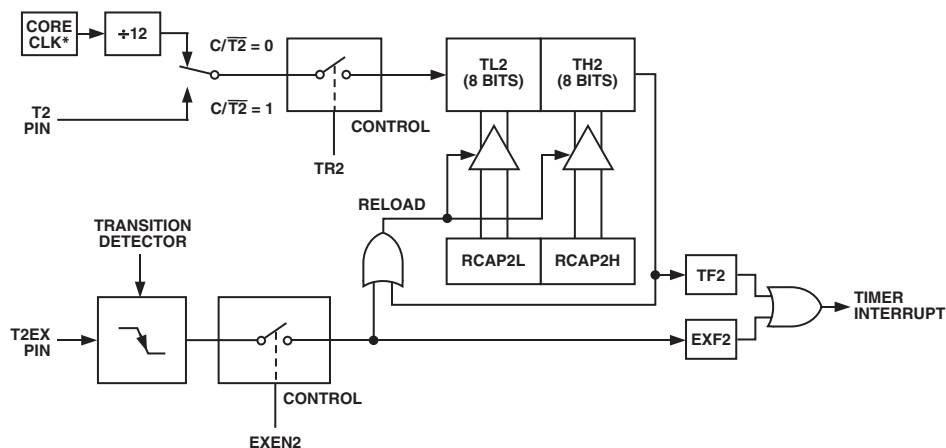 CORE
CLK*
÷12
C/T2̅ = 0
C/T2̅ = 1
T2
PIN
CONTROL
TR2
TL2
(8 BITS)
TH2
(8 BITS)
RELOAD
TRANSITION
DETECTOR
RCAP2L
RCAP2H
TF2
TIMER
INTERRUPT
T2EX
PIN
EXF2
CONTROL
EXEN2